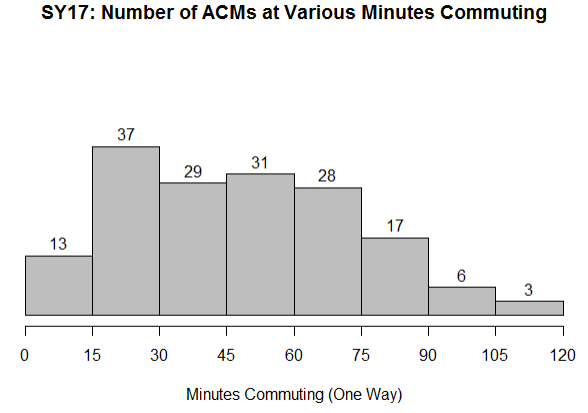 SY17: Number of ACMs at Various Minutes Commuting
37
31
29
28
17
13
6
3
0 15 30 45 60 75 90 105 120
Minutes Commuting (One Way)